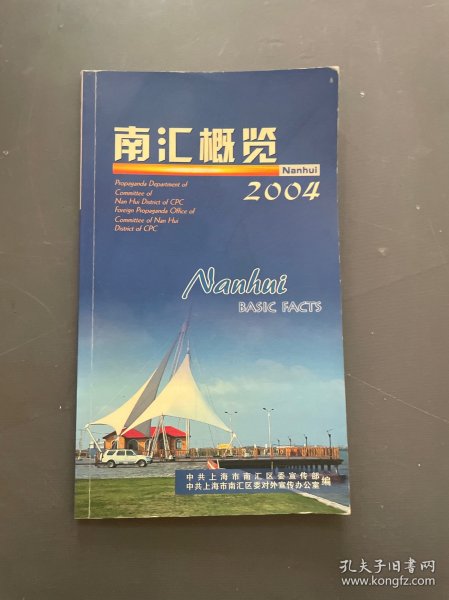 南汇概览
Nanhui
2004
Propaganda Department of
Committee of
Nan Hui District of CPC
Foreign Propaganda Office of
Committee of Nan Hui
District of CPC
Nanhui
BASIC FACTS
中共上海市南汇区委宣传部
中共上海市南汇区委对外宣传办公室 编
孔夫子旧书网
www.kongfz.com